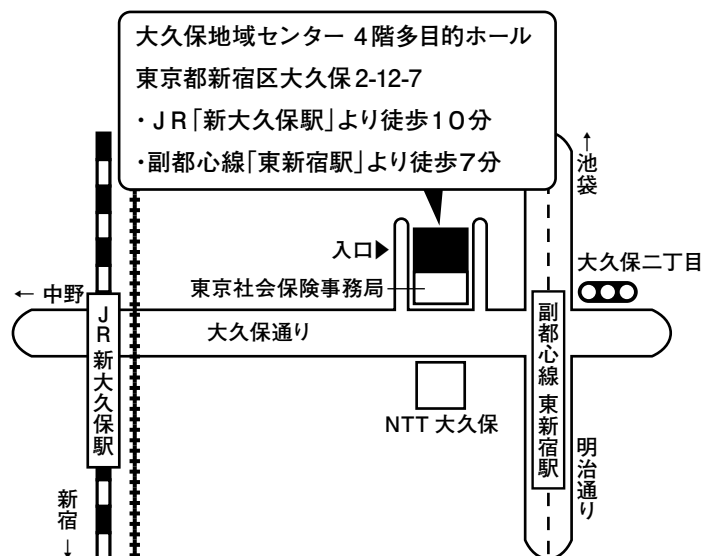 大久保地域センター 4階多目的ホール
東京都新宿区大久保2-12-7
・JR「新大久保駅」より徒歩10分
・副都心線「東新宿駅」より徒歩7分
↑池袋
入口▶
大久保二丁目
← 中野
東京社会保険事務局
大久保通り
JR 新大久保駅
副都心線 東新宿駅
NTT 大久保
明治通り
新宿↓